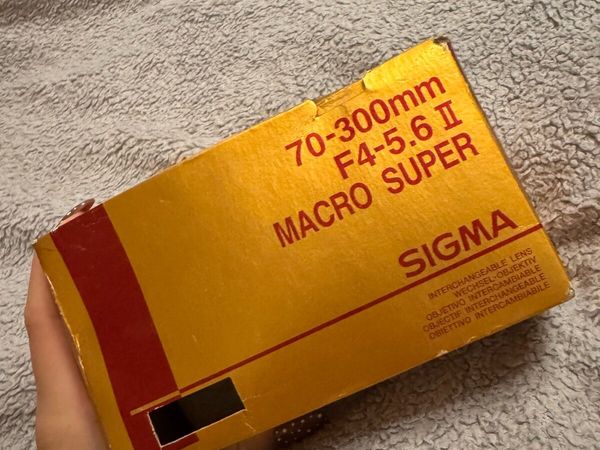 70-300mm
F4-5.6 II
MACRO SUPER
SIGMA
INTERCHANGEABLE LENS
WECHSEL-OBJEKTIV
OBJETIVO INTERCAMBIABLE
OBJECTIF INTERCHANGEABLE
OBIETTIVO INTERCAMBIABILE